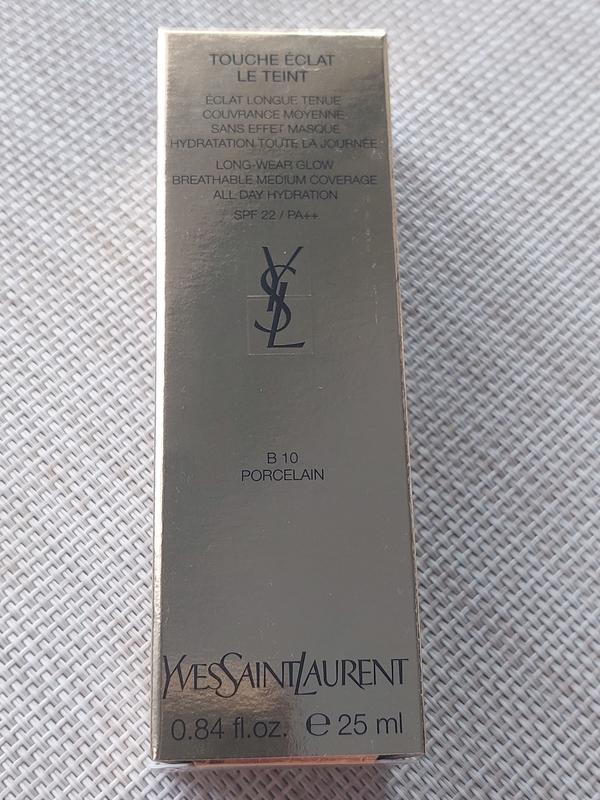 TOUCHE ÉCLAT
LE TEINT
ÉCLAT LONGUE TENUE
COUVRANCE MOYENNE
SANS EFFET MASQUE
HYDRATATION TOUTE LA JOURNÉE
LONG-WEAR GLOW
BREATHABLE MEDIUM COVERAGE
ALL DAY HYDRATION
SPF 22 / PA++
YSL
B 10
PORCELAIN
YVESSAINTLAURENT
0.84 fl.oz. ℮ 25 ml